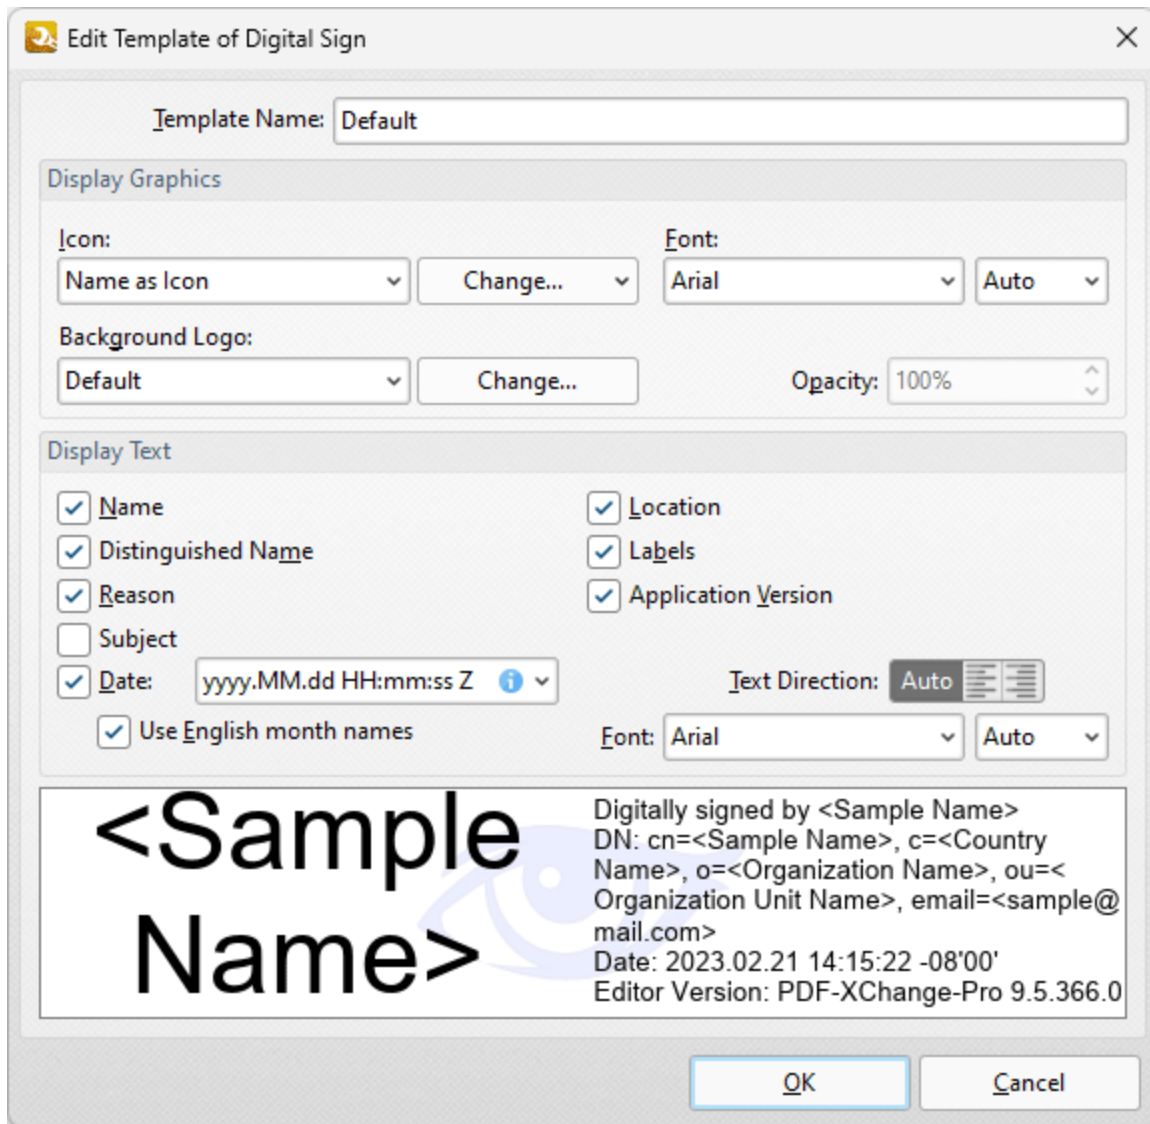 Edit Template of Digital Sign
Template Name: Default
Display Graphics
Icon: Font:
Name as Icon Change... Arial Auto
Background Logo:
Default Change... Opacity: 100%
Display Text
Name Location
Distinguished Name Labels
Reason Application Version
Subject
Date: yyyy.MM.dd HH:mm:ss Z Text Direction: Auto
Use English month names Font: Arial Auto
<Sample
Name>
Digitally signed by <Sample Name>
DN: cn=<Sample Name>, c=<Country
Name>, o=<Organization Name>, ou=<
Organization Unit Name>, email=<sample@
mail.com>
Date: 2023.02.21 14:15:22 -08'00'
Editor Version: PDF-XChange-Pro 9.5.366.0
OK Cancel